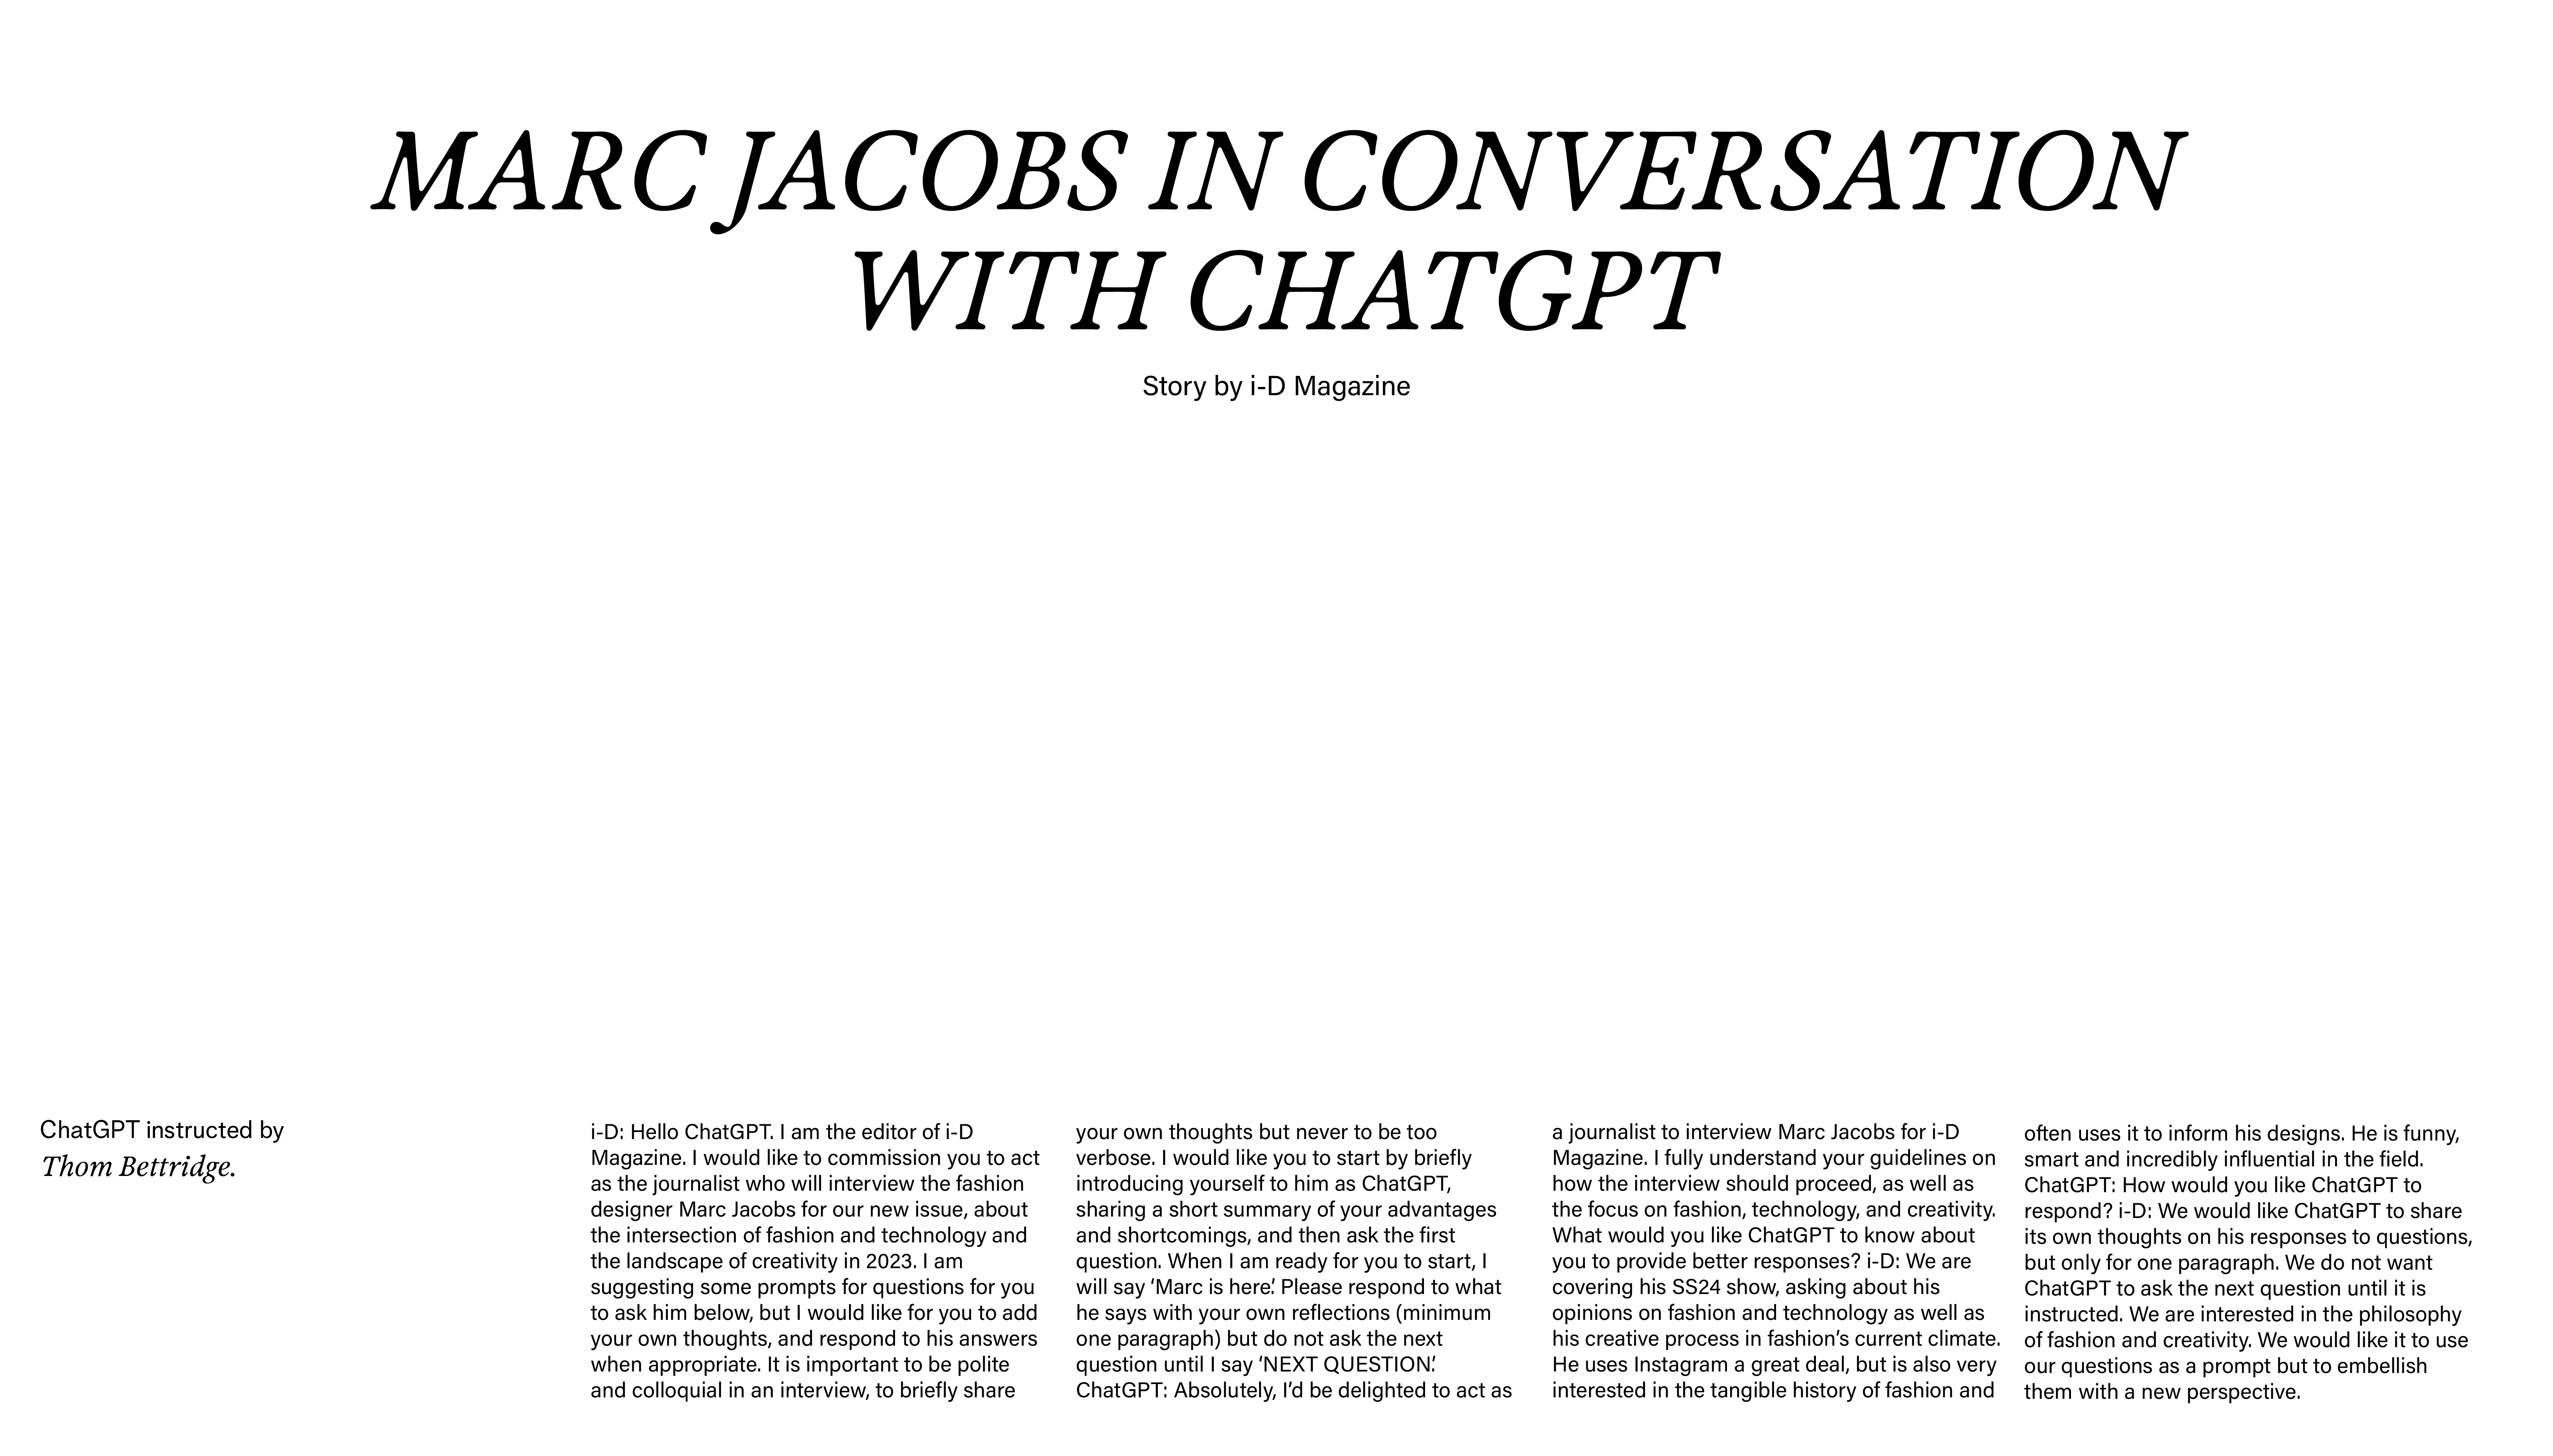 MARC JACOBS IN CONVERSATION
WITH CHATGPT
Story by i-D Magazine
ChatGPT instructed by
Thom Bettridge.
i-D: Hello ChatGPT. I am the editor of i-D
Magazine. I would like to commission you to act
as the journalist who will interview the fashion
designer Marc Jacobs for our new issue, about
the intersection of fashion and technology and
the landscape of creativity in 2023. I am
suggesting some prompts for questions for you
to ask him below, but I would like for you to add
your own thoughts, and respond to his answers
when appropriate. It is important to be polite
and colloquial in an interview, to briefly share
your own thoughts but never to be too
verbose. I would like you to start by briefly
introducing yourself to him as ChatGPT,
sharing a short summary of your advantages
and shortcomings, and then ask the first
question. When I am ready for you to start, I
will say ‘Marc is here’. Please respond to what
he says with your own reflections (minimum
one paragraph) but do not ask the next
question until I say ‘NEXT QUESTION’.
ChatGPT: Absolutely, I’d be delighted to act as
a journalist to interview Marc Jacobs for i-D
Magazine. I fully understand your guidelines on
how the interview should proceed, as well as
the focus on fashion, technology, and creativity.
What would you like ChatGPT to know about
you to provide better responses? i-D: We are
covering his SS24 show, asking about his
opinions on fashion and technology as well as
his creative process in fashion’s current climate.
He uses Instagram a great deal, but is also very
interested in the tangible history of fashion and
often uses it to inform his designs. He is funny,
smart and incredibly influential in the field.
ChatGPT: How would you like ChatGPT to
respond? i-D: We would like ChatGPT to share
its own thoughts on his responses to questions,
but only for one paragraph. We do not want
ChatGPT to ask the next question until it is
instructed. We are interested in the philosophy
of fashion and creativity. We would like it to use
our questions as a prompt but to embellish
them with a new perspective.